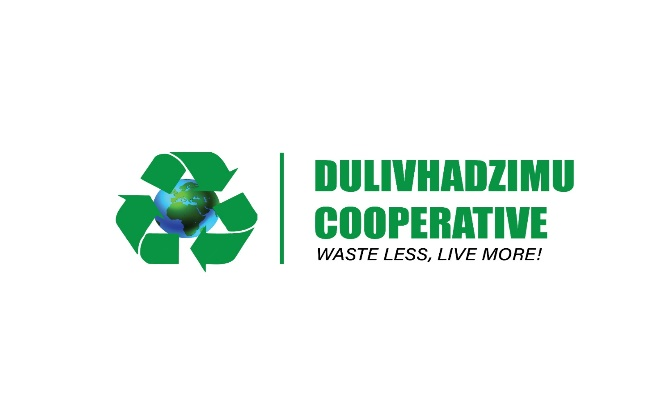 DULIVHADZIMU
COOPERATIVE
WASTE LESS, LIVE MORE!